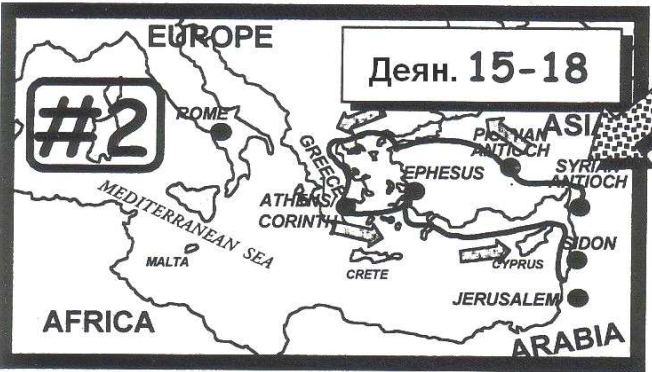 EUROPE
Деян. 15-18
#2
ROME
ASIA
PISIDIAN
ANTIOCH
SYRIAN
ANTIOCH
GREECE
EPHESUS
ATHENS/
CORINTH
MEDITERRANEAN SEA
SIDON
MALTA
CRETE
CYPRUS
JERUSALEM
AFRICA
ARABIA